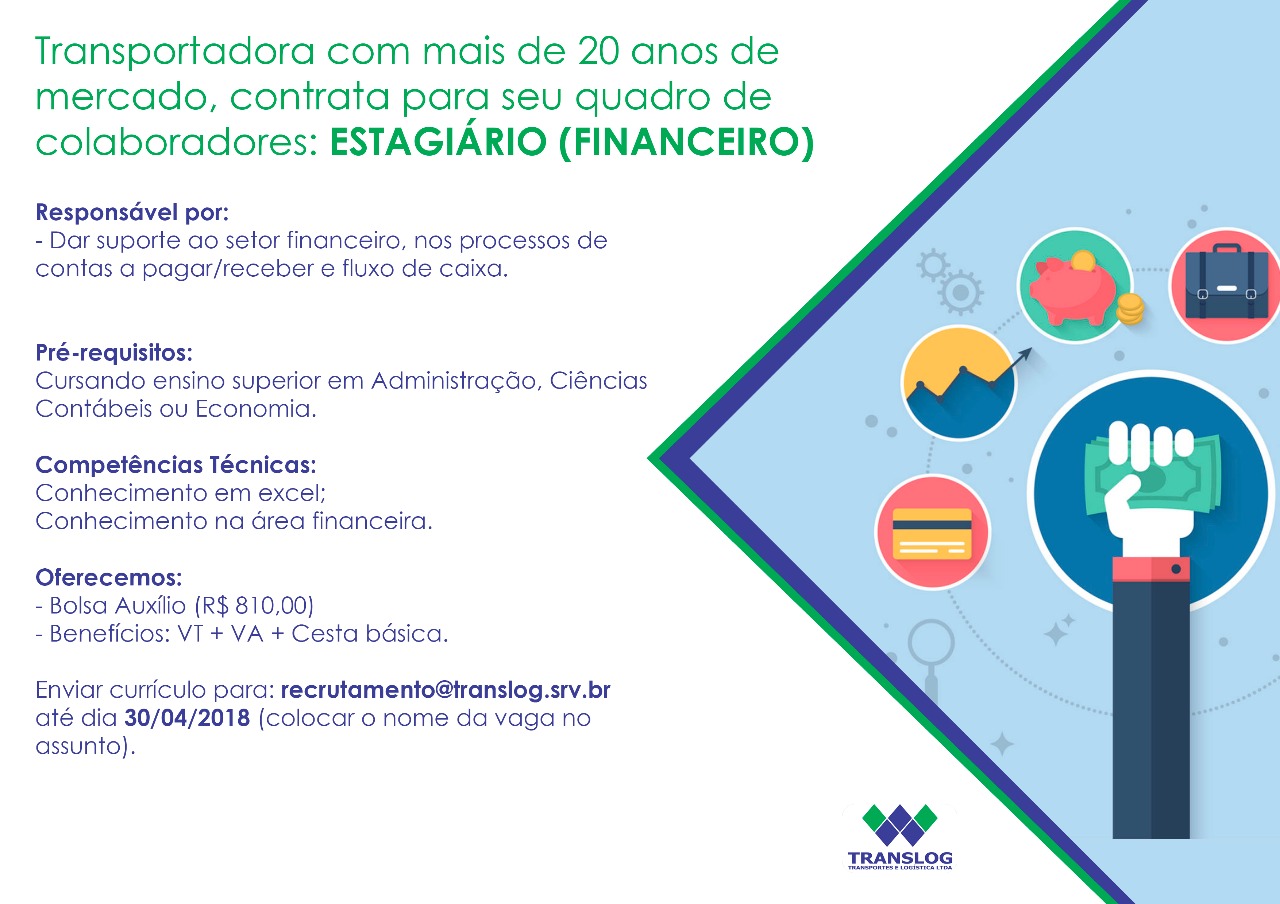 Transportadora com mais de 20 anos de
mercado, contrata para seu quadro de
colaboradores: ESTAGIÁRIO (FINANCEIRO)
Responsável por:
- Dar suporte ao setor financeiro, nos processos de
contas a pagar/receber e fluxo de caixa.
Pré-requisitos:
Cursando ensino superior em Administração, Ciências
Contábeis ou Economia.
Competências Técnicas:
Conhecimento em excel;
Conhecimento na área financeira.
Oferecemos:
- Bolsa Auxílio (R$ 810,00)
- Benefícios: VT + VA + Cesta básica.
Enviar currículo para: recrutamento@translog.srv.br
até dia 30/04/2018 (colocar o nome da vaga no
assunto).
TRANSLOG
TRANSPORTES E LOGÍSTICA LTDA